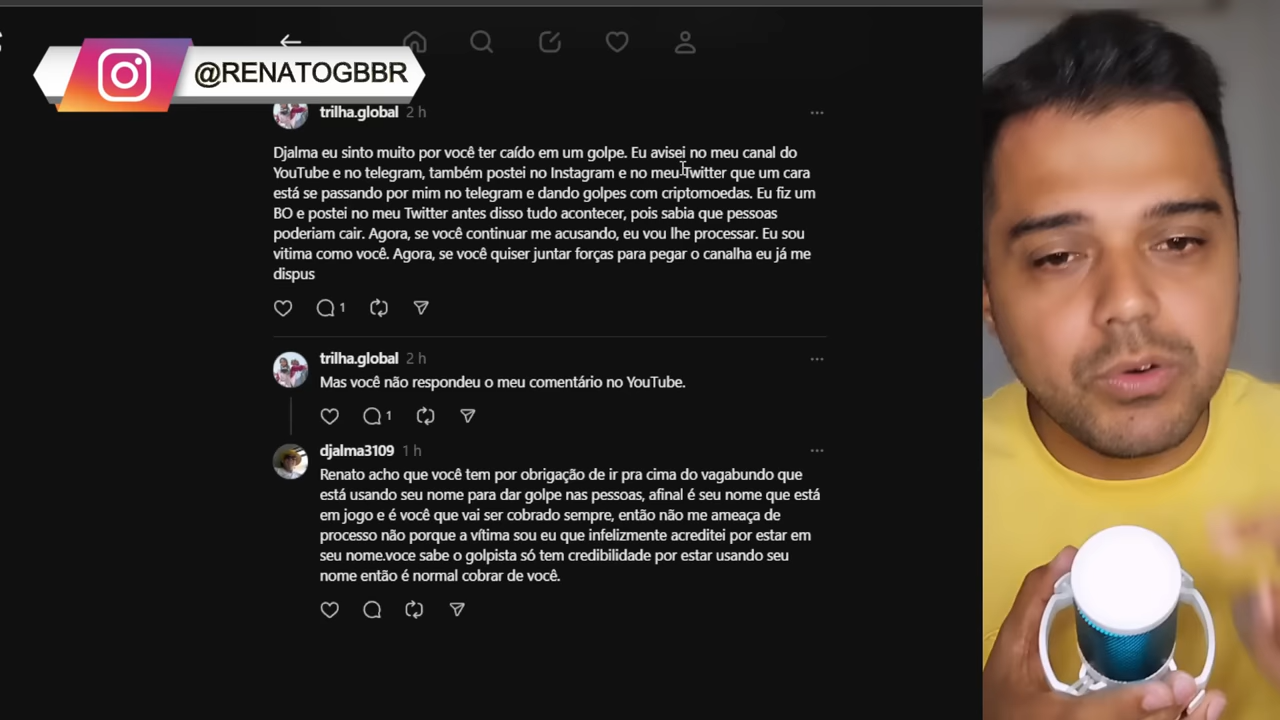 @RENATOGBBR
trilha.global 2 h
Djalma eu sinto muito por você ter caído em um golpe. Eu avisei no meu canal do
YouTube e no telegram, também postei no Instagram e no meu Twitter que um cara
está se passando por mim no telegram e dando golpes com criptomoedas. Eu fiz um
BO e postei no meu Twitter antes disso tudo acontecer, pois sabia que pessoas
poderiam cair. Agora, se você continuar me acusando, eu vou lhe processar. Eu sou
vitima como você. Agora, se você quiser juntar forças para pegar o canalha eu já me
dispus
1
trilha.global 2 h
Mas você não respondeu o meu comentário no YouTube.
1
djalma3109 1 h
Renato acho que você tem por obrigação de ir pra cima do vagabundo que
está usando seu nome para dar golpe nas pessoas, afinal é seu nome que está
em jogo e é você que vai ser cobrado sempre, então não me ameaça de
processo não porque a vítima sou eu que infelizmente acreditei por estar em
seu nome.voce sabe o golpista só tem credibilidade por estar usando seu
nome então é normal cobrar de você.